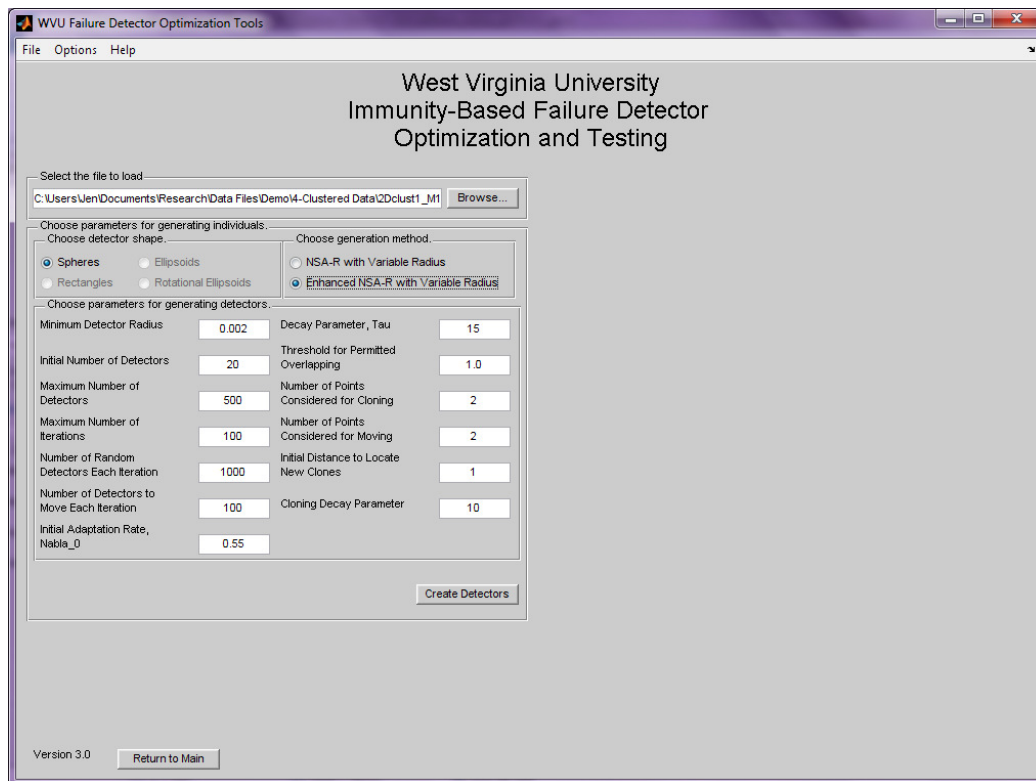 WVU Failure Detector Optimization Tools
File Options Help
West Virginia University
Immunity-Based Failure Detector
Optimization and Testing
Select the file to load
C:\Users\Jen\Documents\Research\Data Files\Demo\4-Clustered Data\2Dclust1_M1
Browse...
Choose parameters for generating individuals.
Choose detector shape.
Spheres
Ellipsoids
Rectangles
Rotational Ellipsoids
Choose generation method.
NSA-R with Variable Radius
Enhanced NSA-R with Variable Radius
Choose parameters for generating detectors.
Minimum Detector Radius
0.002
Initial Number of Detectors
20
Maximum Number of
Detectors
500
Maximum Number of
Iterations
100
Number of Random
Detectors Each Iteration
1000
Number of Detectors to
Move Each Iteration
100
Initial Adaptation Rate,
Nabla_0
0.55
Decay Parameter, Tau
15
Threshold for Permitted
Overlapping
1.0
Number of Points
Considered for Cloning
2
Number of Points
Considered for Moving
2
Initial Distance to Locate
New Clones
1
Cloning Decay Parameter
10
Create Detectors
Version 3.0
Return to Main